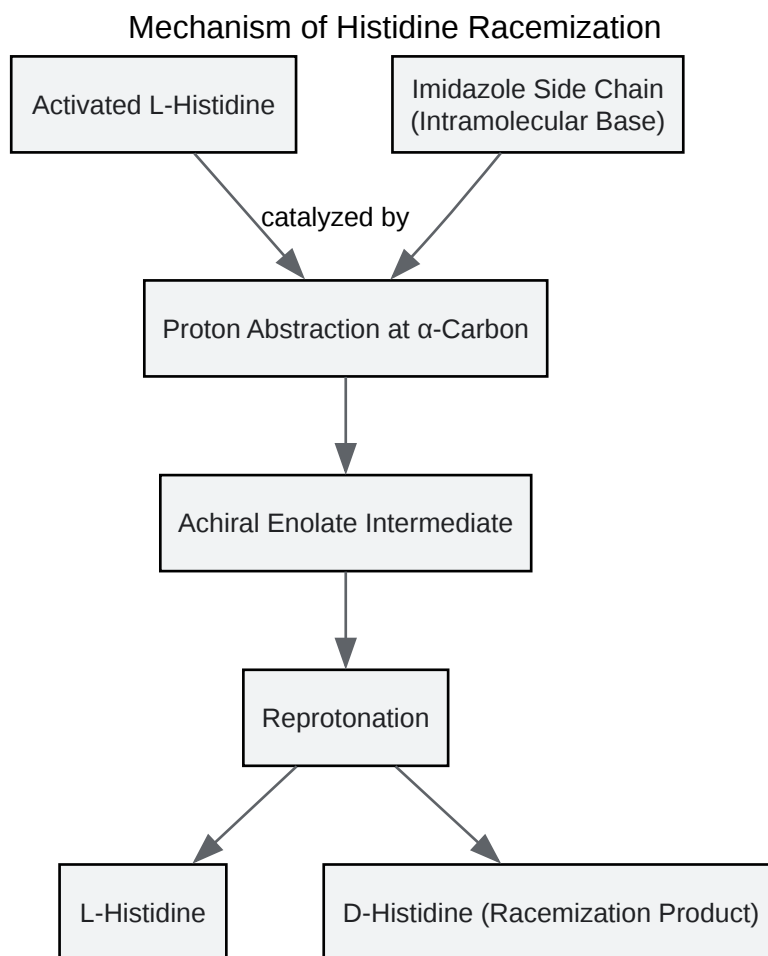 Mechanism of Histidine Racemization
Activated L-Histidine
Imidazole Side Chain
(Intramolecular Base)
catalyzed by
Proton Abstraction at α-Carbon
Achiral Enolate Intermediate
Reprotonation
L-Histidine
D-Histidine (Racemization Product)